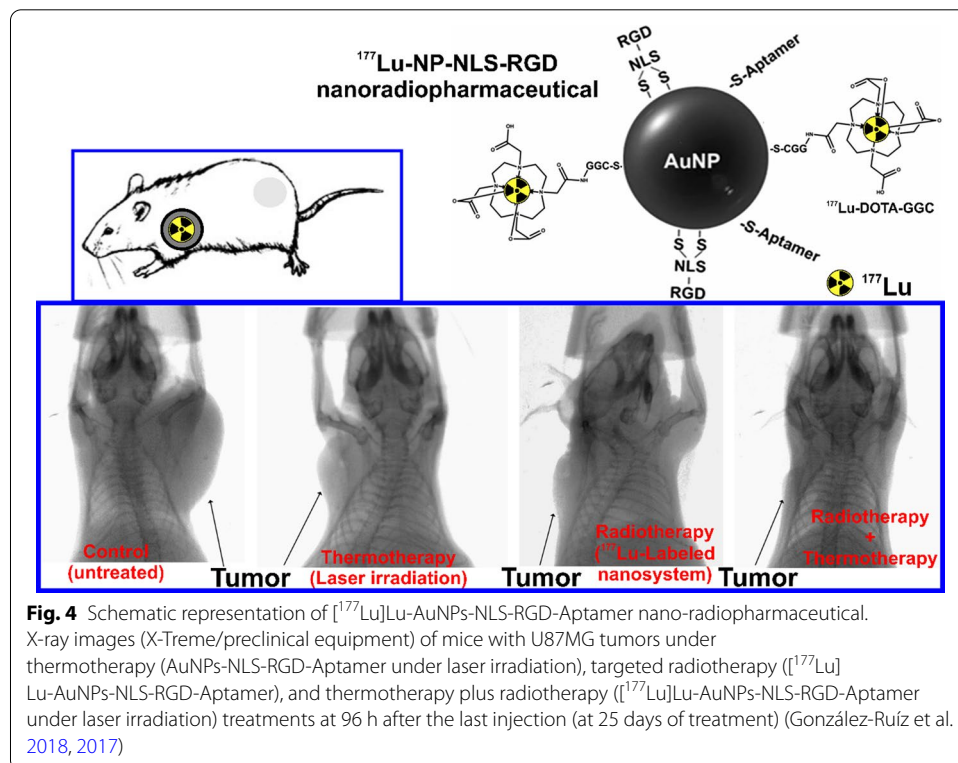 ¹⁷⁷Lu-NP-NLS-RGD
nanoradiopharmaceutical
RGD
NLS
S S
-S-Aptamer
OH
O
O
O
O
N
N
N
N
O
NH
GGC-S-
O
O
AuNP
-S-CGG
NH
O
O
O
N
N
N
N
O
O
O
OH
¹⁷⁷Lu-DOTA-GGC
S S
NLS
RGD
-S-Aptamer
¹⁷⁷Lu
Control
(untreated)
Tumor
Thermotherapy
(Laser irradiation)
Tumor
Radiotherapy
(¹⁷⁷Lu-Labeled
nanosystem)
Tumor
Radiotherapy
+
Thermotherapy
Fig. 4 Schematic representation of [¹⁷⁷Lu]Lu-AuNPs-NLS-RGD-Aptamer nano-radiopharmaceutical.
X-ray images (X-Treme/preclinical equipment) of mice with U87MG tumors under
thermotherapy (AuNPs-NLS-RGD-Aptamer under laser irradiation), targeted radiotherapy ([¹⁷⁷Lu]
Lu-AuNPs-NLS-RGD-Aptamer), and thermotherapy plus radiotherapy ([¹⁷⁷Lu]Lu-AuNPs-NLS-RGD-Aptamer
under laser irradiation) treatments at 96 h after the last injection (at 25 days of treatment) (González-Ruíz et al.
2018, 2017)